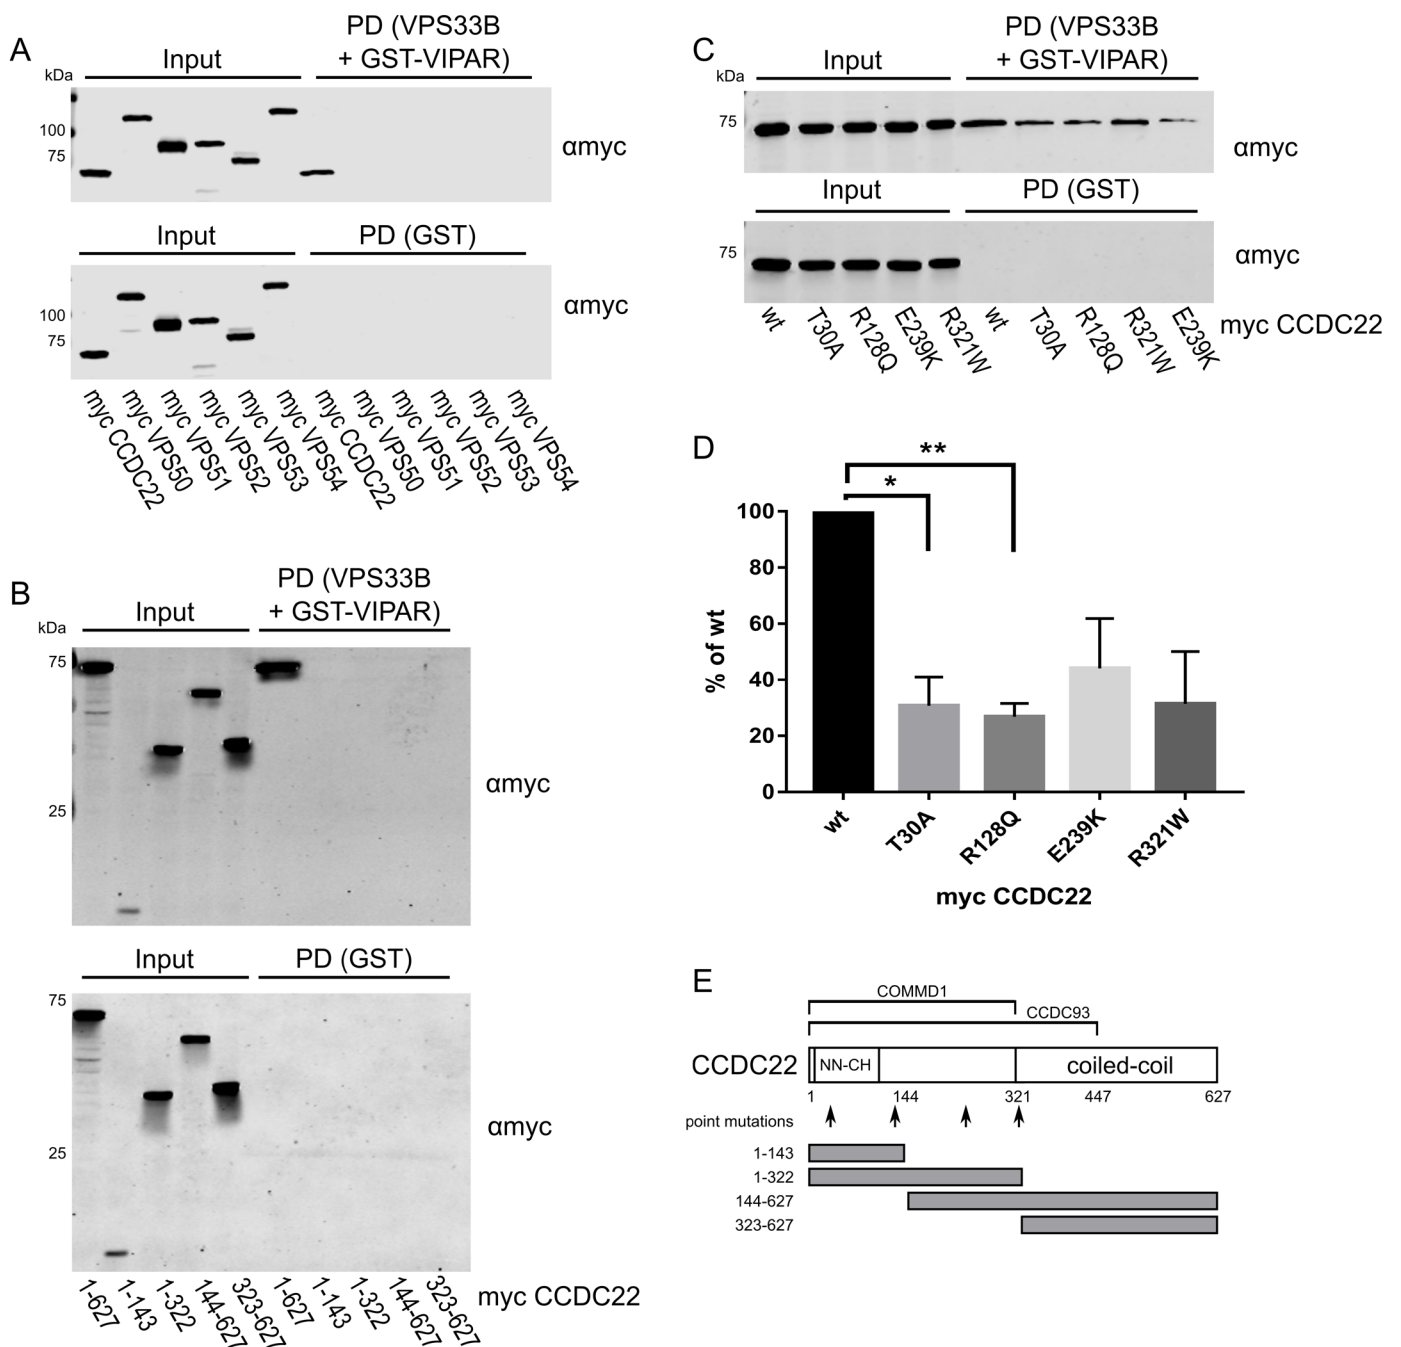 A
kDa
Input
PD (VPS33B
+ GST-VIPAR)
100
75
αmyc
Input
PD (GST)
100
75
αmyc
myc CCDC22
myc VPS50
myc VPS51
myc VPS52
myc VPS53
myc VPS54
myc CCDC22
myc VPS50
myc VPS51
myc VPS52
myc VPS53
myc VPS54
B
kDa
Input
PD (VPS33B
+ GST-VIPAR)
75
25
αmyc
Input
PD (GST)
75
25
αmyc
1-627
1-143
1-322
144-627
323-627
1-627
1-143
1-322
144-627
323-627
myc CCDC22
C
kDa
Input
PD (VPS33B
+ GST-VIPAR)
75
αmyc
Input
PD (GST)
75
αmyc
wt
T30A
R128Q
E239K
R321W
wt
T30A
R128Q
R321W
E239K
myc CCDC22
D
**
*
% of wt
100
80
60
40
20
0
wt
T30A
R128Q
E239K
R321W
myc CCDC22
E
COMMD1
CCDC93
CCDC22
NN-CH
coiled-coil
1
144
321
447
627
point mutations
1-143
1-322
144-627
323-627